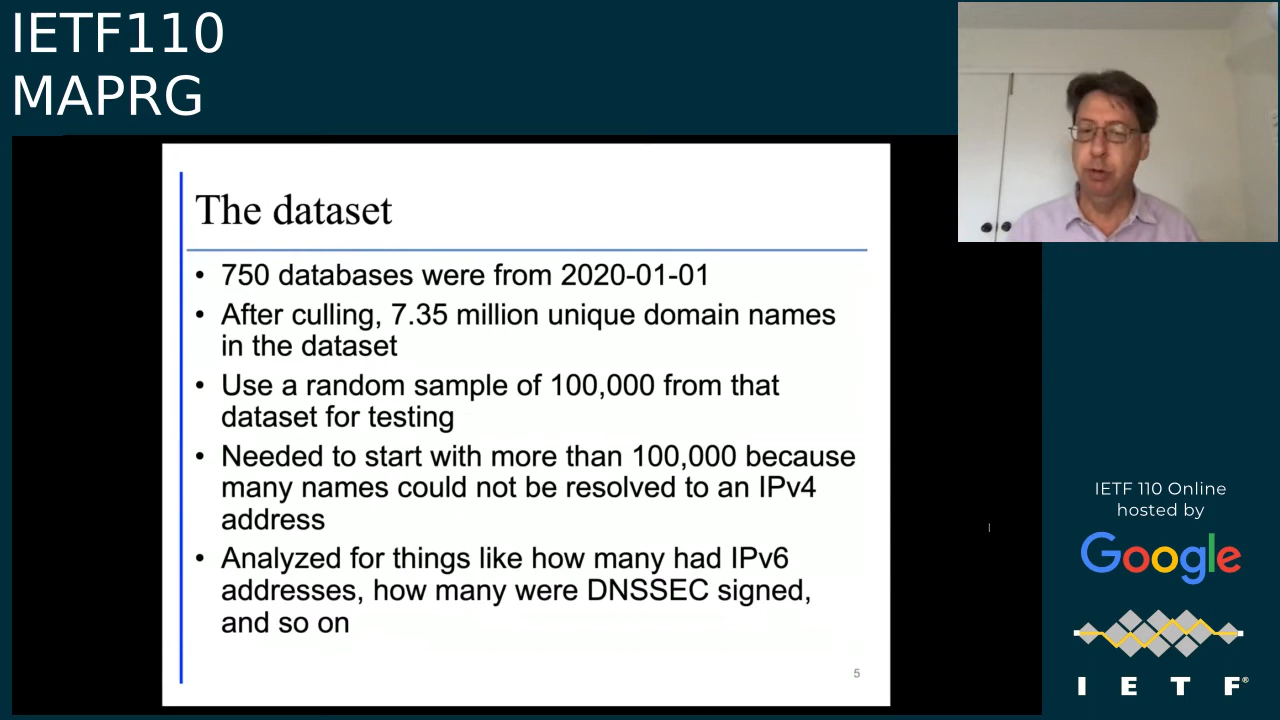 IETF110
MAPRG
The dataset
• 750 databases were from 2020-01-01
• After culling, 7.35 million unique domain names
in the dataset
• Use a random sample of 100,000 from that
dataset for testing
• Needed to start with more than 100,000 because
many names could not be resolved to an IPv4
address
• Analyzed for things like how many had IPv6
addresses, how many were DNSSEC signed,
and so on
5
IETF 110 Online
hosted by
Google
I E T F®